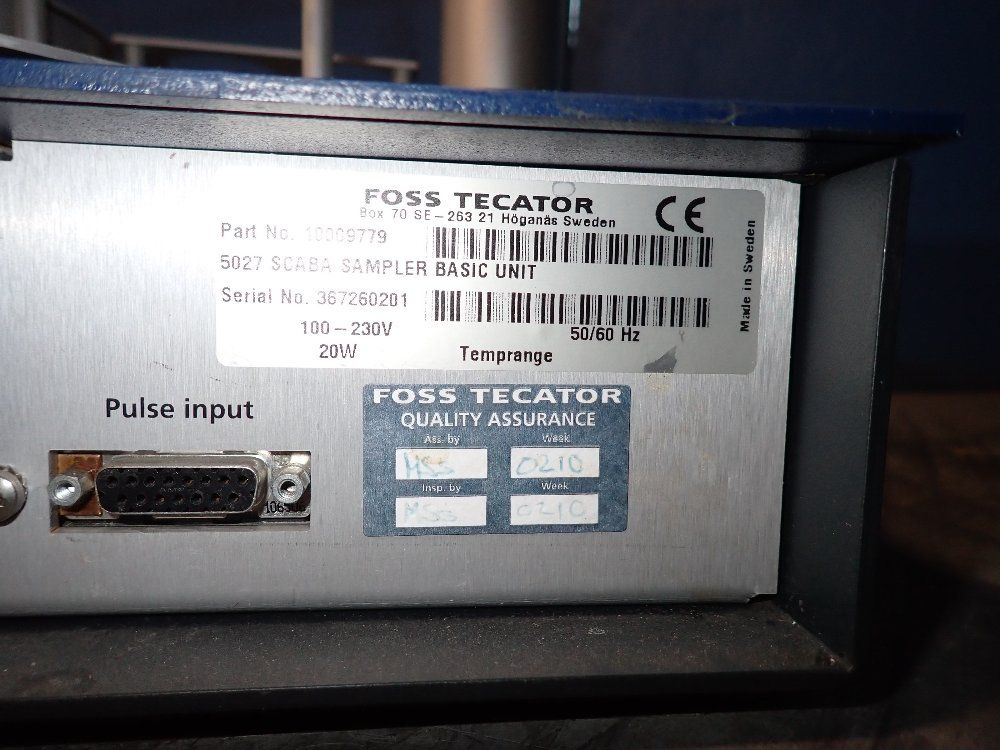 FOSS TECATOR
Box 70 SE-263 21 Höganäs Sweden
CE
Part No. 10009779
5027 SCABA SAMPLER BASIC UNIT
Serial No. 367260201
100-230V
50/60 Hz
20W
Temprange
Made in Sweden
Pulse input
FOSS TECATOR
QUALITY ASSURANCE
Ass. by
Week
0210
Insp. by
Week
0210